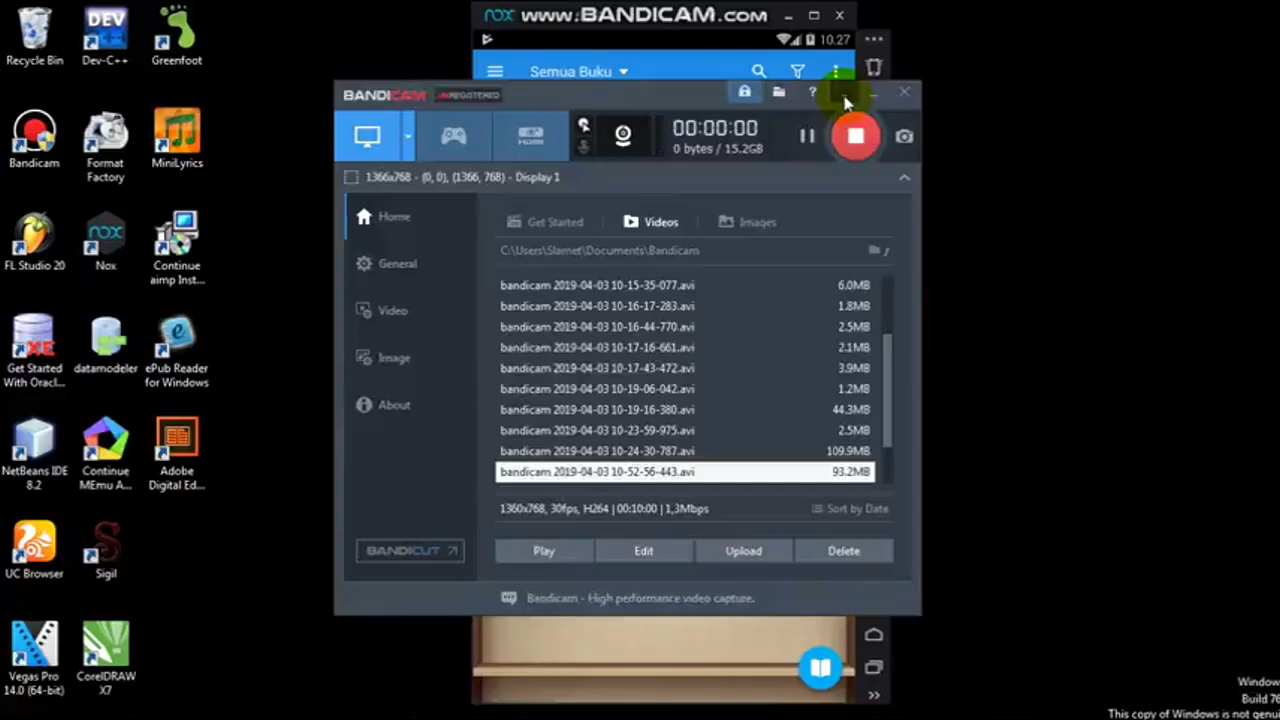 Recycle Bin
Dev-C++
Greenfoot
Bandicam
Format
Factory
MiniLyrics
FL Studio 20
Nox
Continue
aimp Inst...
Get Started
With Oracl...
datamodeler
ePub Reader
for Windows
NetBeans IDE
8.2
Continue
MEmu A...
Adobe
Digital Ed...
UC Browser
Sigil
Vegas Pro
14.0 (64-bit)
CorelDRAW
X7
nox www.BANDICAM.com
10.27
Semua Buku
BANDICAM REGISTERED
00:00:00
0 bytes / 15.2GB
1366x768 - (0, 0), (1366, 768) - Display 1
Home
General
Video
Image
About
BANDICUT
Get Started
Videos
Images
C:\Users\Slamet\Documents\Bandicam
bandicam 2019-04-03 10-15-35-077.avi 6.0MB
bandicam 2019-04-03 10-16-17-283.avi 1.8MB
bandicam 2019-04-03 10-16-44-770.avi 2.5MB
bandicam 2019-04-03 10-17-16-661.avi 2.1MB
bandicam 2019-04-03 10-17-43-472.avi 3.9MB
bandicam 2019-04-03 10-19-06-042.avi 1.2MB
bandicam 2019-04-03 10-19-16-380.avi 44.3MB
bandicam 2019-04-03 10-23-59-975.avi 2.5MB
bandicam 2019-04-03 10-24-30-787.avi 109.9MB
bandicam 2019-04-03 10-52-56-443.avi 93.2MB
1360x768, 30fps, H264 | 00:10:00 | 1,3Mbps
Sort by Date
Play
Edit
Upload
Delete
Bandicam - High performance video capture.
Window
Build 76
This copy of Windows is not genui